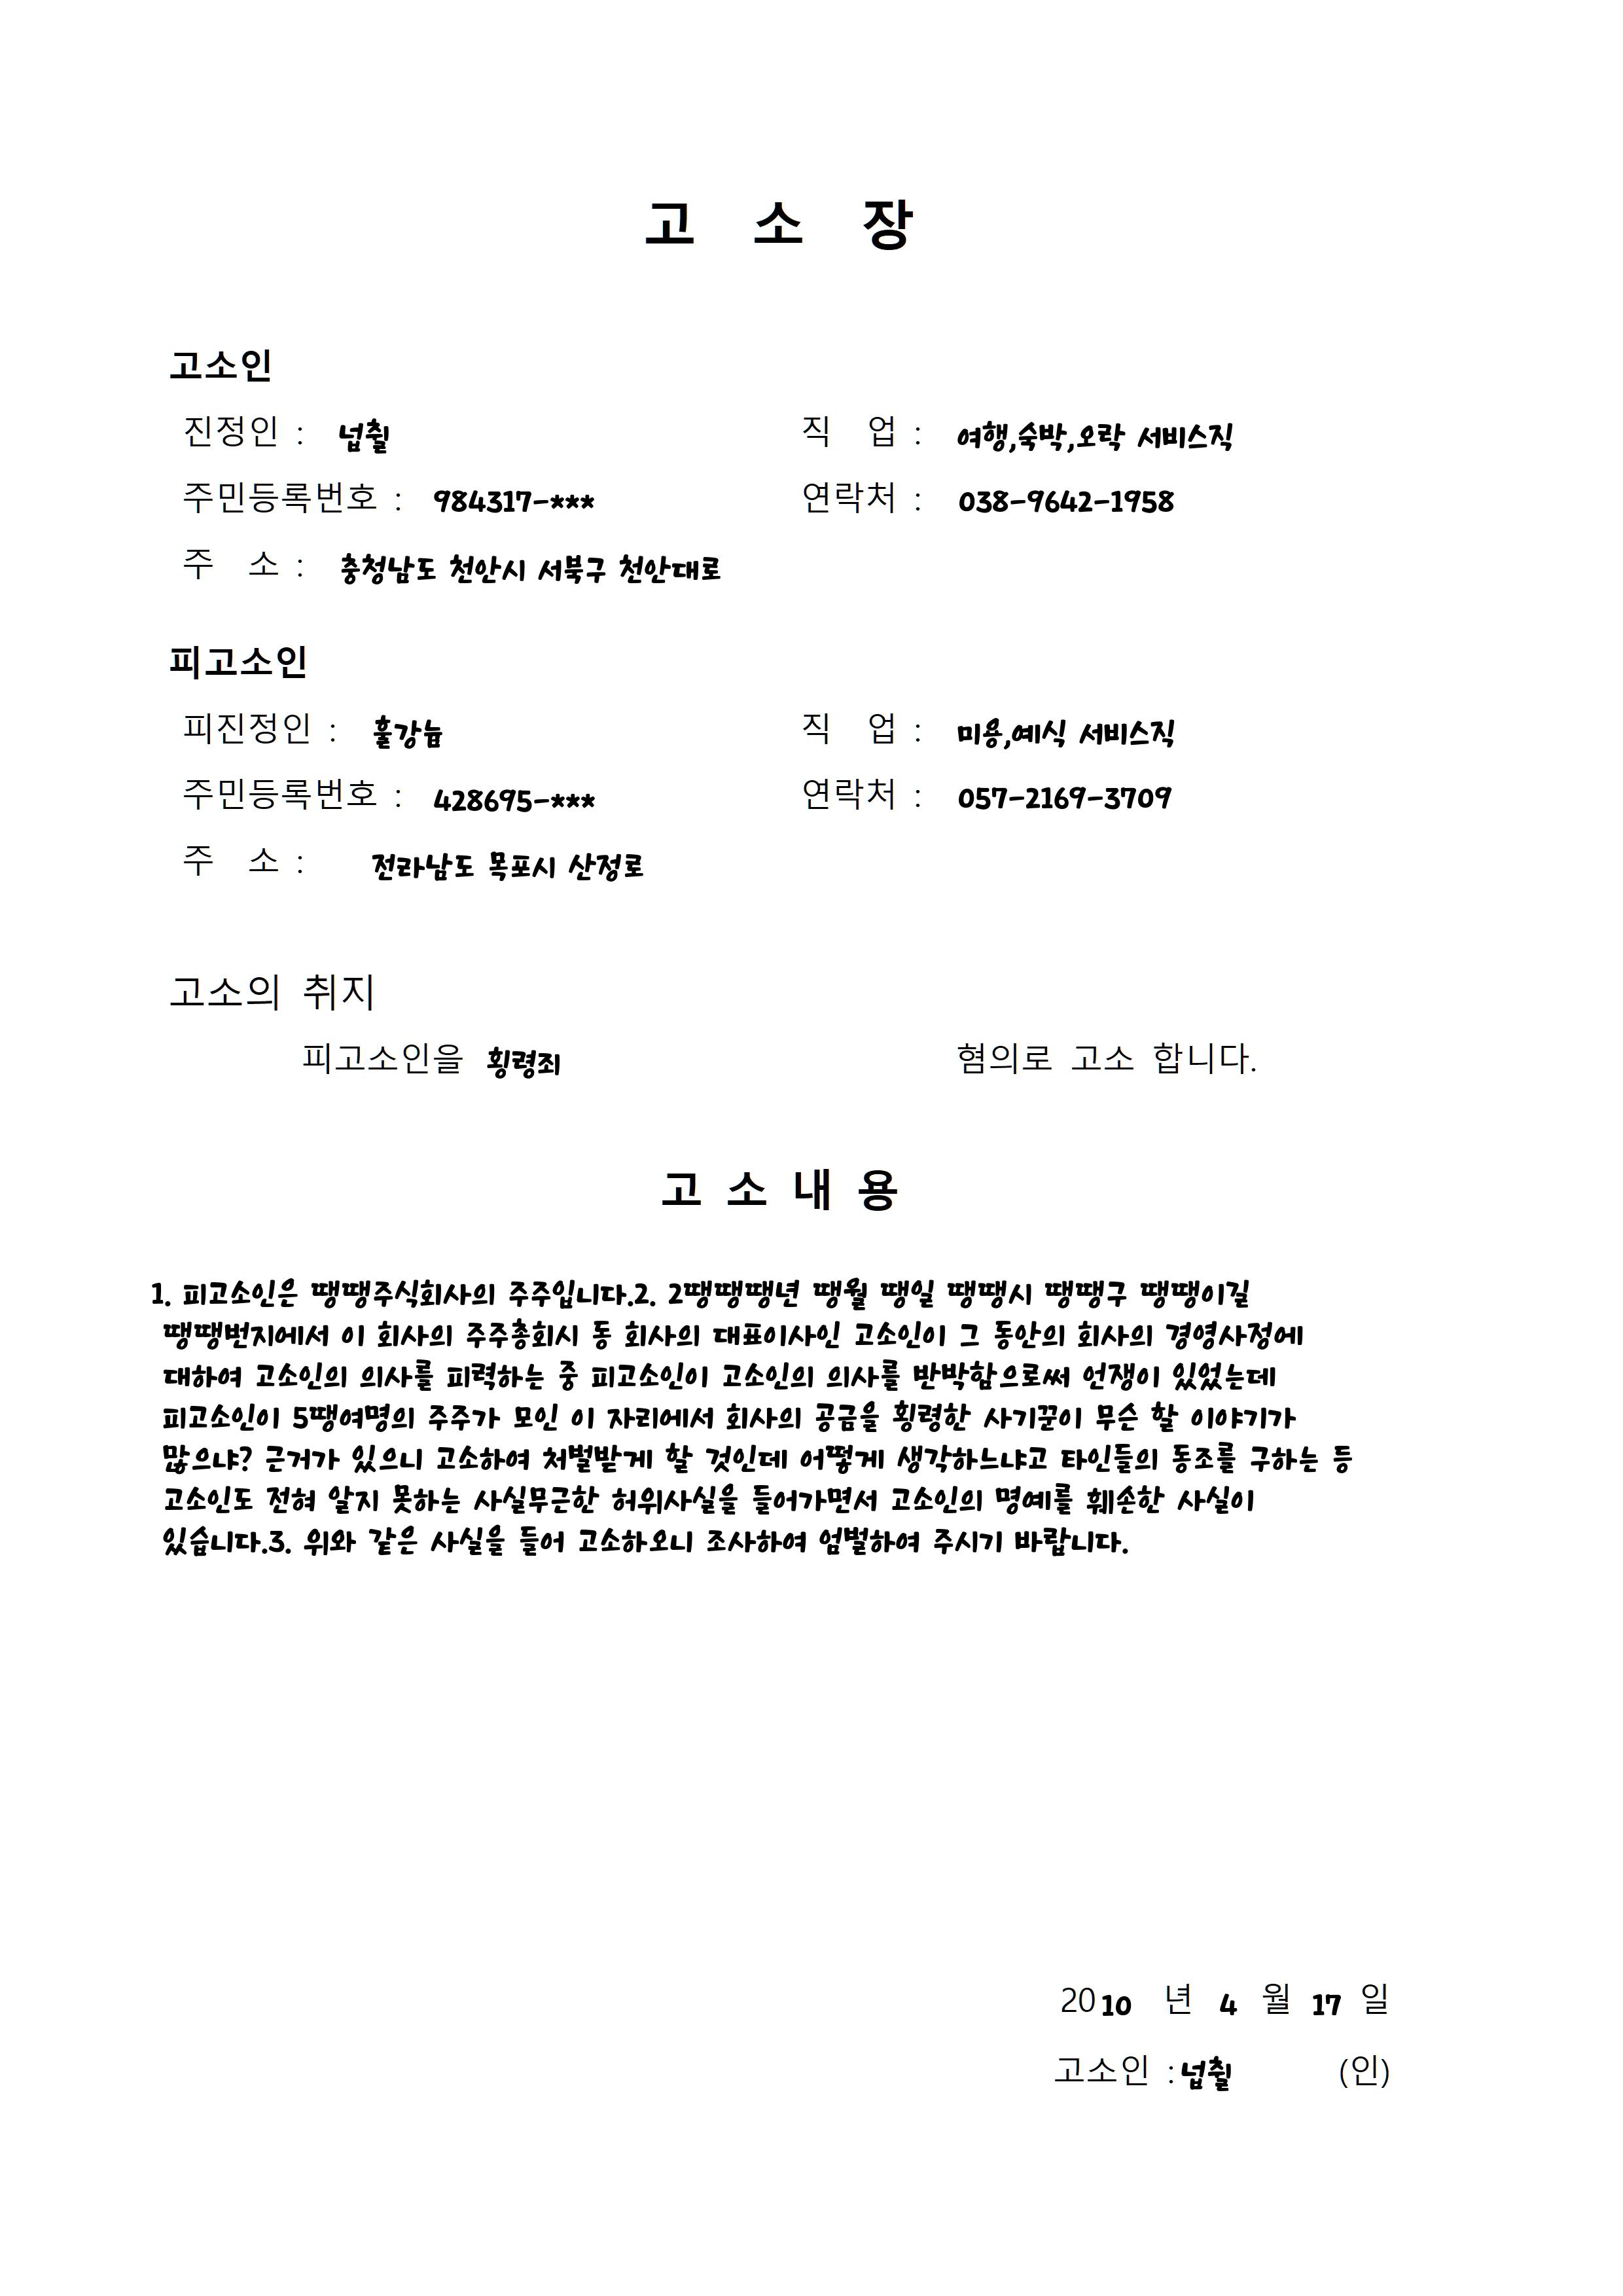 고 소 장
고소인
진정인 : 넙췰 직 업 : 여행,숙박,오락 서비스직
주민등록번호 : 984317-*** 연락처 : 038-9642-1958
주 소 : 충청남도 천안시 서북구 천안대로
피고소인
피진정인 : 훌강늅 직 업 : 미용,예식 서비스직
주민등록번호 : 428695-*** 연락처 : 057-2169-3709
주 소 : 전라남도 목포시 산정로
고소의 취지
피고소인을 횡령죄 혐의로 고소 합니다.
고 소 내 용
1. 피고소인은 땡땡주식회사의 주주입니다.2. 2땡땡땡년 땡월 땡일 땡땡시 땡땡구 땡땡이길
땡땡번지에서 이 회사의 주주총회시 동 회사의 대표이사인 고소인이 그 동안의 회사의 경영사정에
대하여 고소인의 의사를 피력하는 중 피고소인이 고소인의 의사를 반박함으로써 언쟁이 있었는데
피고소인이 5땡여명의 주주가 모인 이 자리에서 회사의 공금을 횡령한 사기꾼이 무슨 할 이야기가
많으냐? 근거가 있으니 고소하여 처벌받게 할 것인데 어떻게 생각하느냐고 타인들의 동조를 구하는 등
고소인도 전혀 알지 못하는 사실무근한 허위사실을 들어가면서 고소인의 명예를 훼손한 사실이
있습니다.3. 위와 같은 사실을 들어 고소하오니 조사하여 엄벌하여 주시기 바랍니다.
2010 년 4 월 17 일
고소인 : 넙췰 (인)